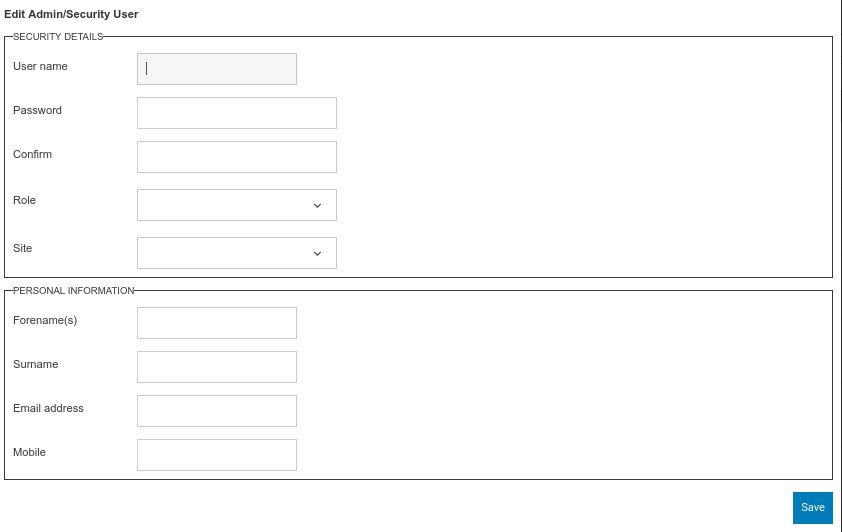 Edit Admin/Security User
SECURITY DETAILS
User name
Password
Confirm
Role
Site
PERSONAL INFORMATION
Forename(s)
Surname
Email address
Mobile
Save